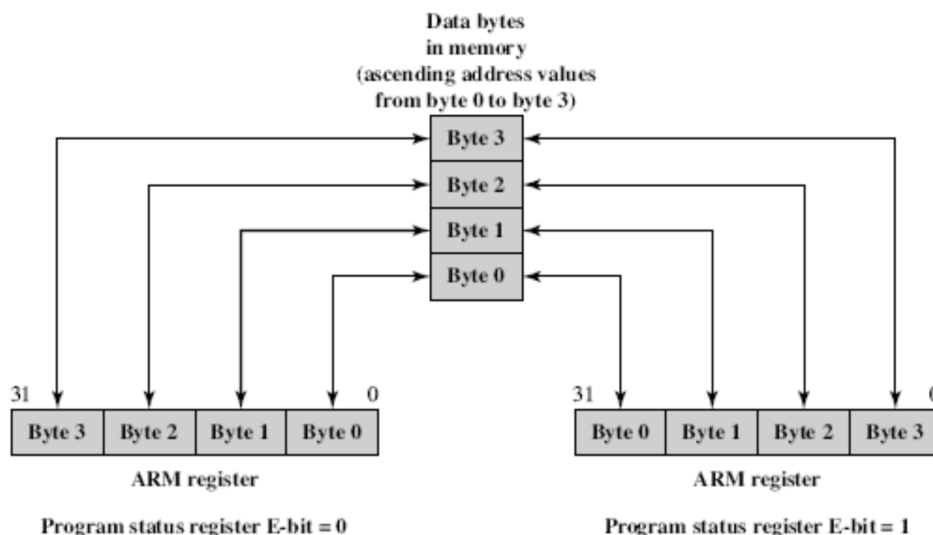 Data bytes
in memory
(ascending address values
from byte 0 to byte 3)
Byte 3
Byte 2
Byte 1
Byte 0
31 0 31 0
Byte 3 Byte 2 Byte 1 Byte 0 Byte 0 Byte 1 Byte 2 Byte 3
ARM register ARM register
Program status register E-bit = 0 Program status register E-bit = 1